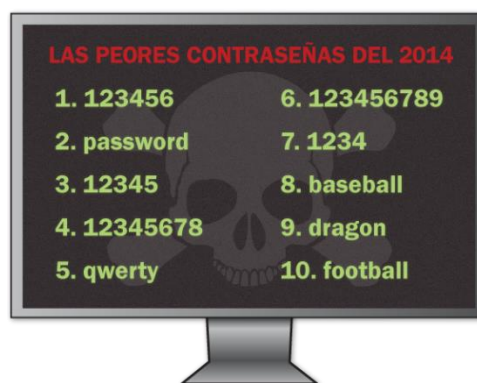 LAS PEORES CONTRASEÑAS DEL 2014
1. 123456
2. password
3. 12345
4. 12345678
5. qwerty
6. 123456789
7. 1234
8. baseball
9. dragon
10. football